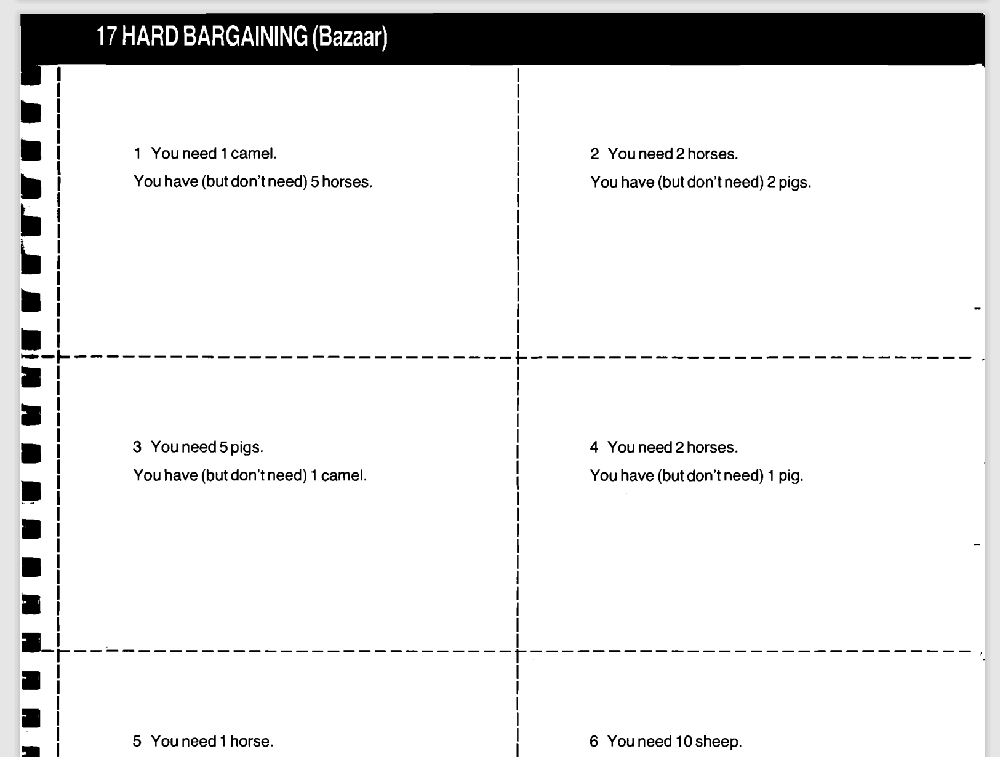 17 HARD BARGAINING (Bazaar)
1 You need 1 camel.
You have (but don't need) 5 horses.
2 You need 2 horses.
You have (but don't need) 2 pigs.
3 You need 5 pigs.
You have (but don't need) 1 camel.
4 You need 2 horses.
You have (but don't need) 1 pig.
5 You need 1 horse.
6 You need 10 sheep.